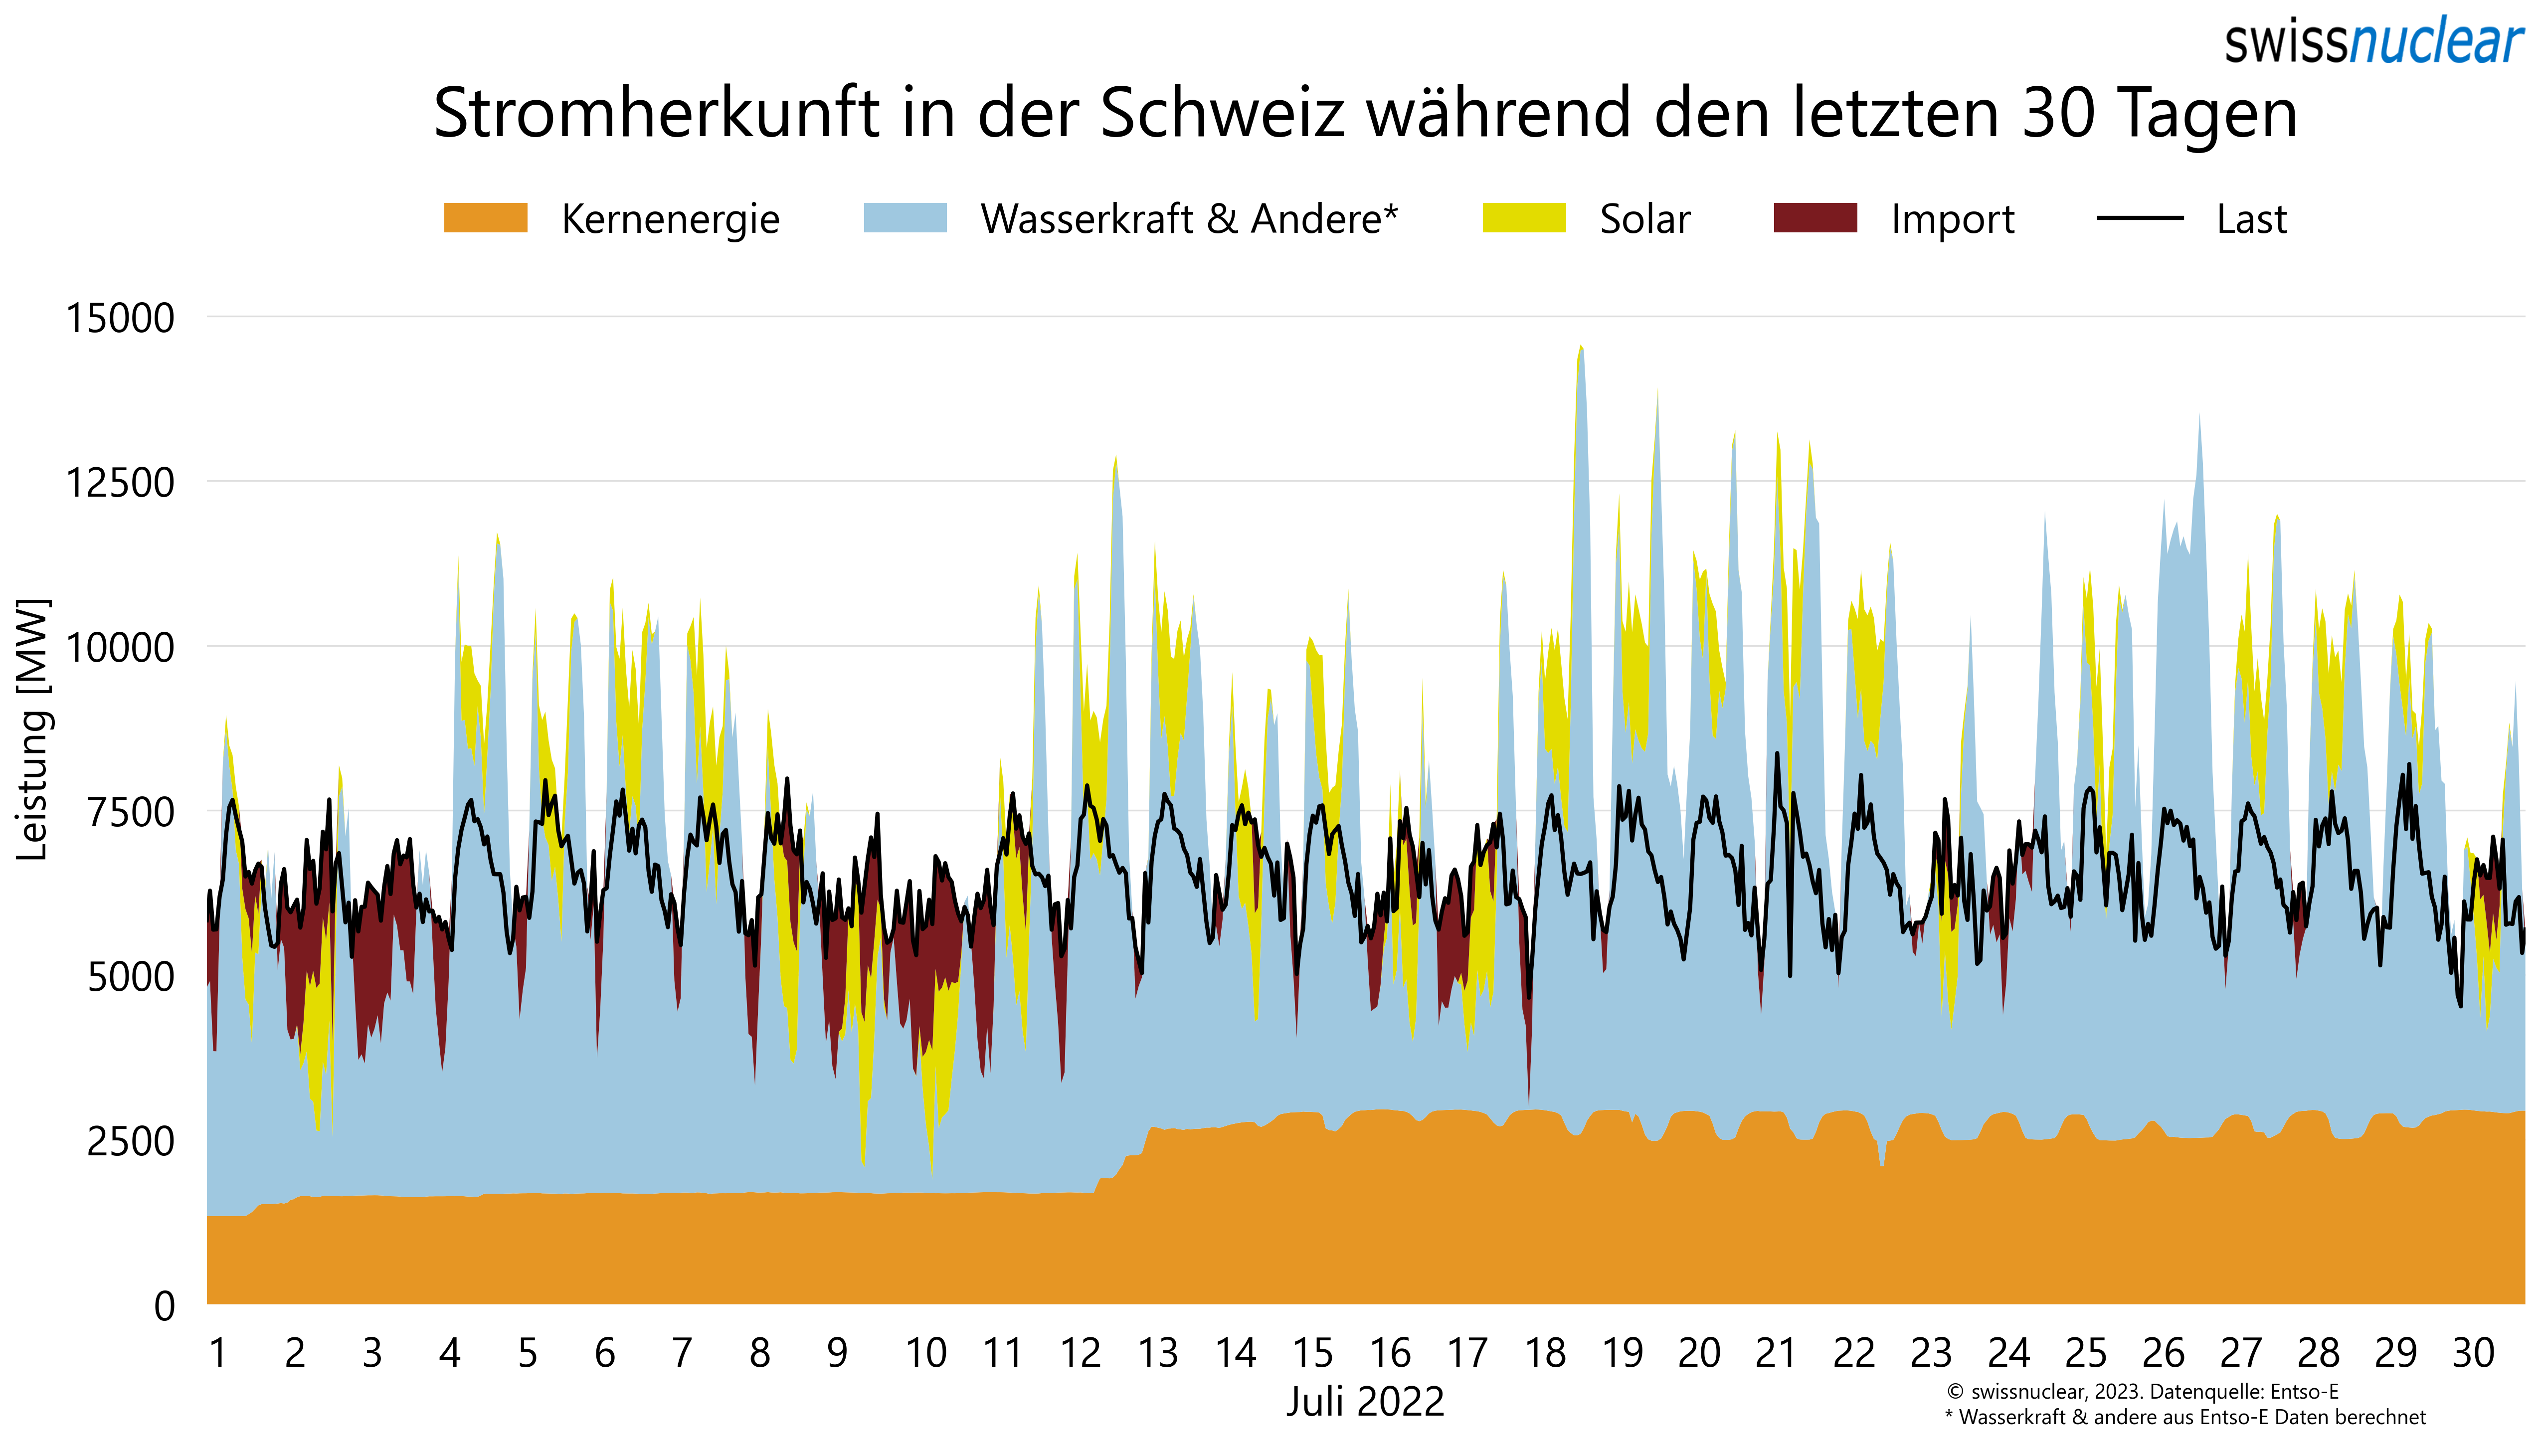 swissnuclear
Stromherkunft in der Schweiz während den letzten 30 Tagen
Kernenergie Wasserkraft & Andere* Solar Import Last
15000
12500
10000
7500
5000
2500
0
Leistung [MW]
1 2 3 4 5 6 7 8 9 10 11 12 13 14 15 16 17 18 19 20 21 22 23 24 25 26 27 28 29 30
Juli 2022
© swissnuclear, 2023. Datenquelle: Entso-E
* Wasserkraft & andere aus Entso-E Daten berechnet